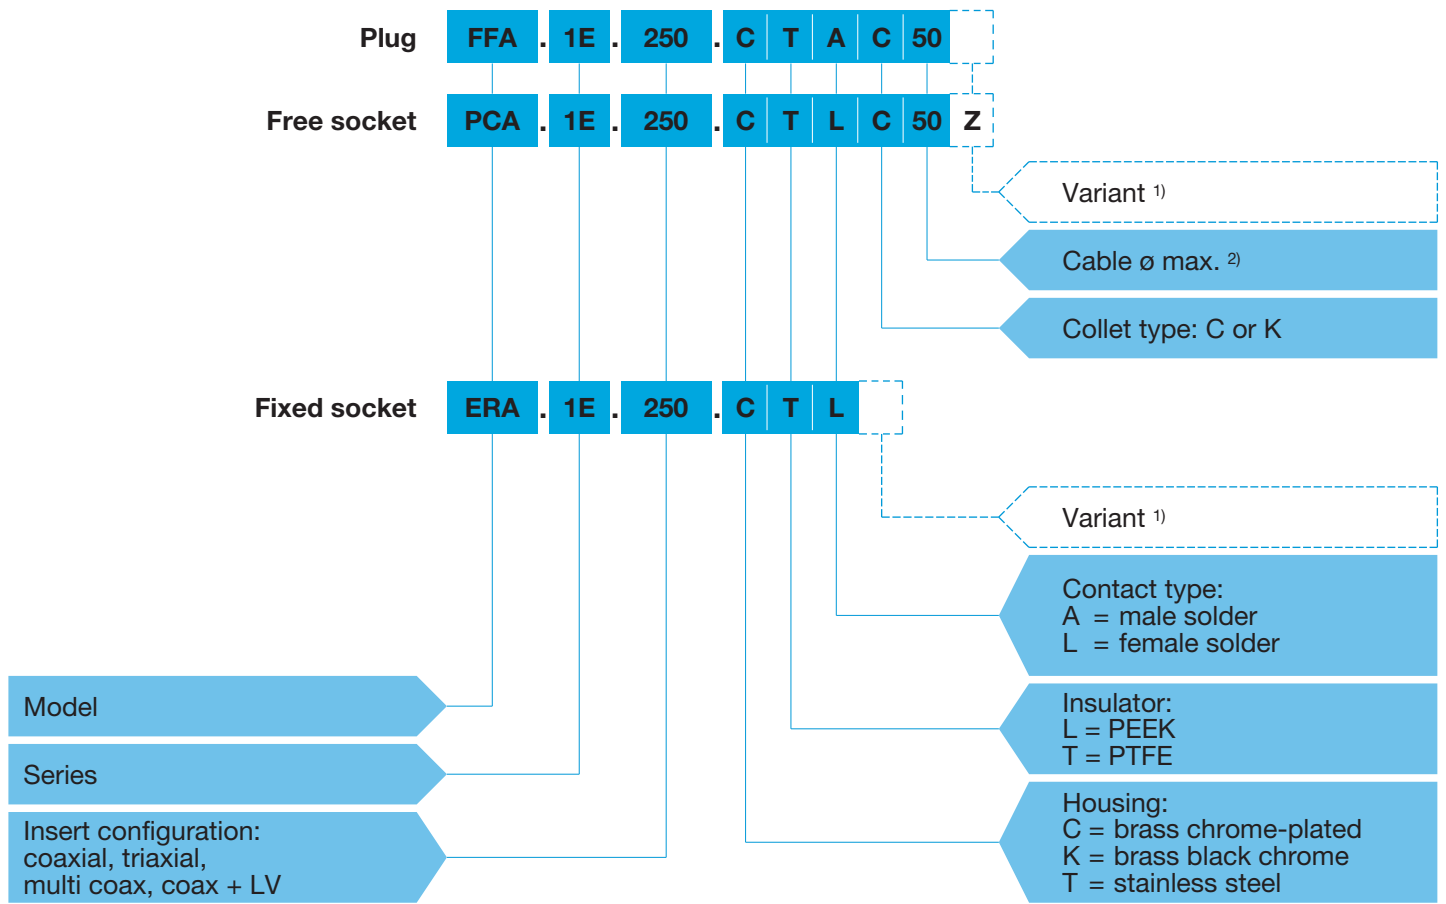 Plug FFA . 1E . 250 . C T A C 50
Free socket PCA . 1E . 250 . C T L C 50 Z
Variant 1)
Cable ø max. 2)
Collet type: C or K
Fixed socket ERA . 1E . 250 . C T L
Variant 1)
Contact type:
A = male solder
L = female solder
Model
Insulator:
L = PEEK
T = PTFE
Series
Housing:
C = brass chrome-plated
K = brass black chrome
T = stainless steel
Insert configuration:
coaxial, triaxial,
multi coax, coax + LV